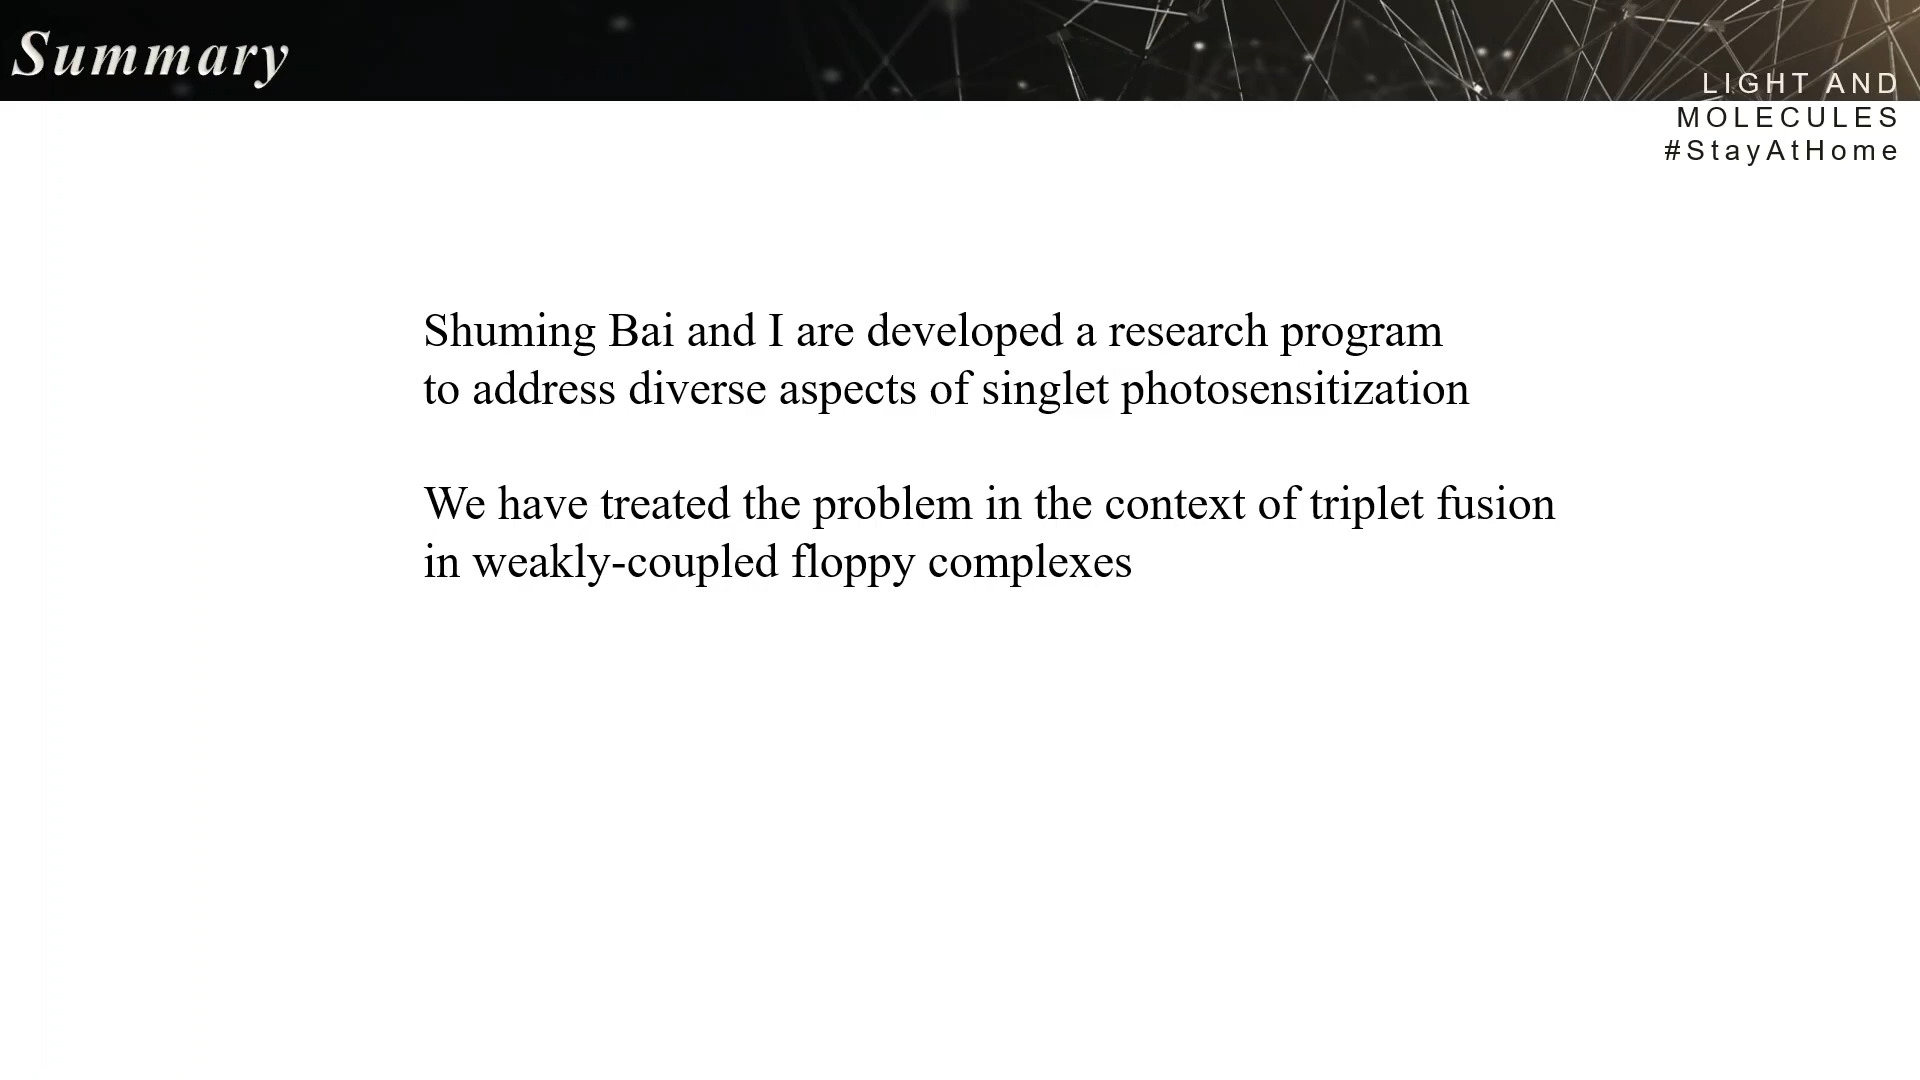 Summary
LIGHT AND
MOLECULES
#StayAtHome
Shuming Bai and I are developed a research program
to address diverse aspects of singlet photosensitization
We have treated the problem in the context of triplet fusion
in weakly-coupled floppy complexes